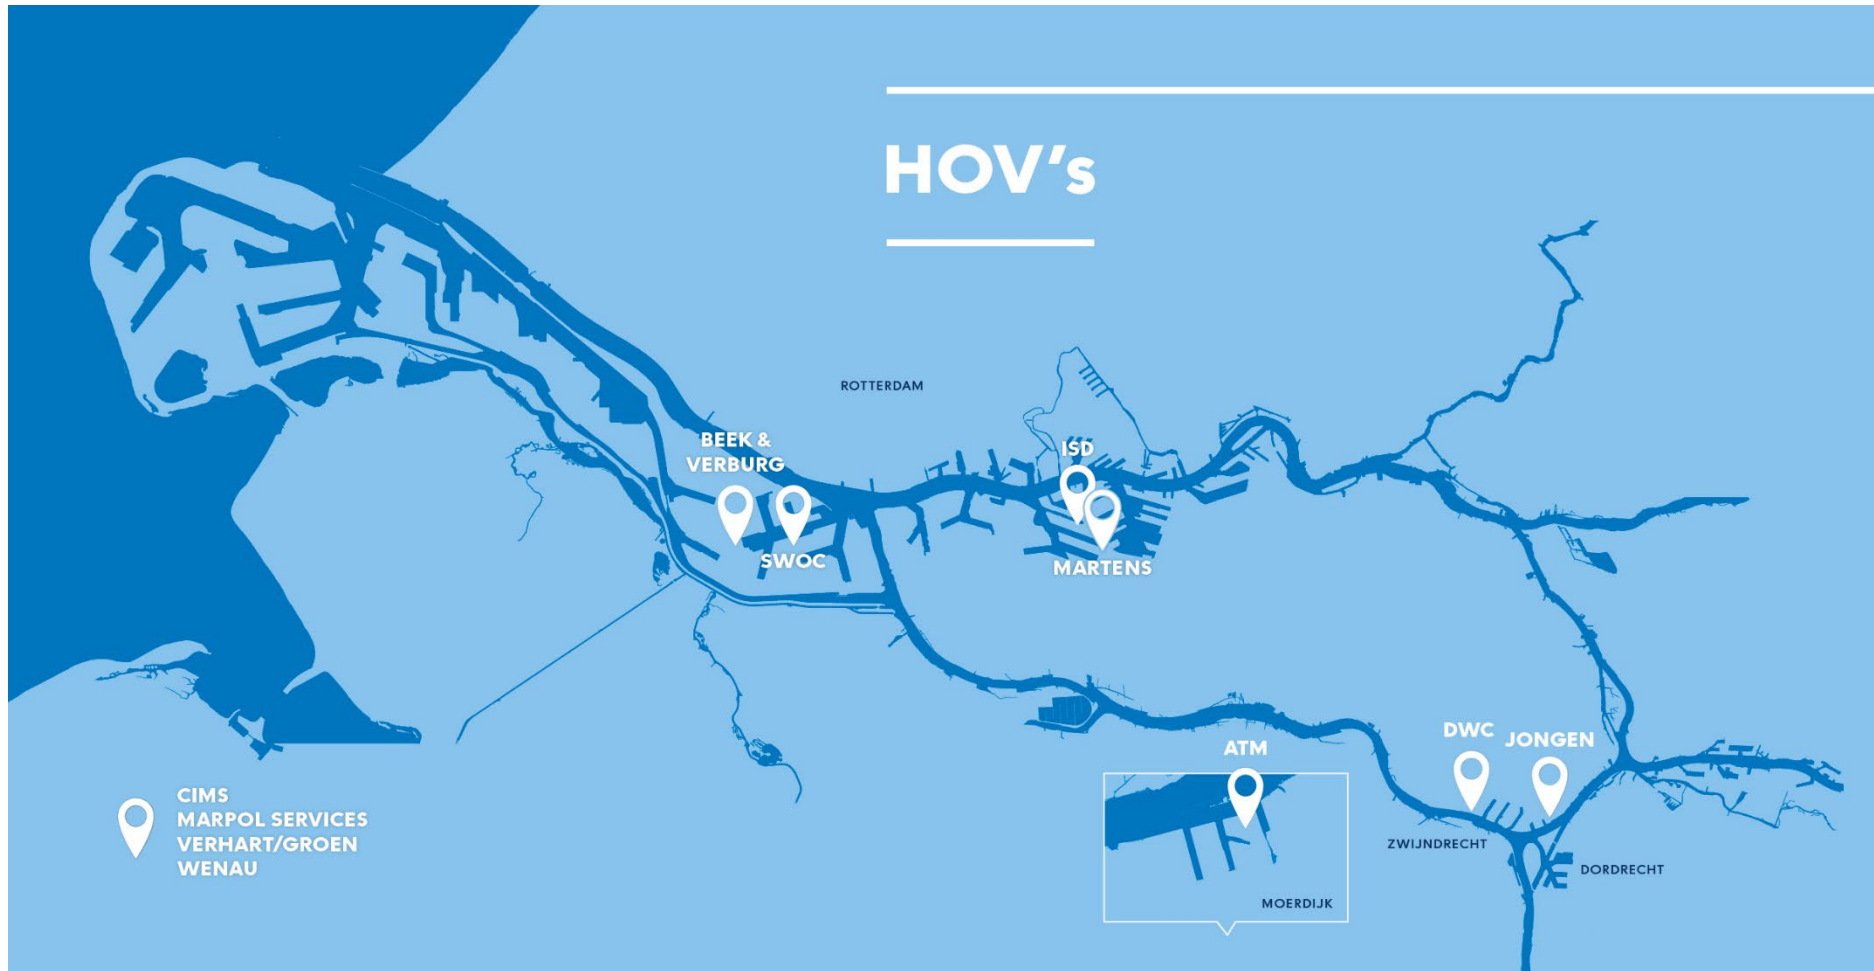 HOV's
ROTTERDAM
BEEK &
VERBURG
SWOC
ISD
MARTENS
ATM
DWC
JONGEN
ZWIJNDRECHT
DORDRECHT
MOERDIJK
CIMS
MARPOL SERVICES
VERHART/GROEN
WENAU